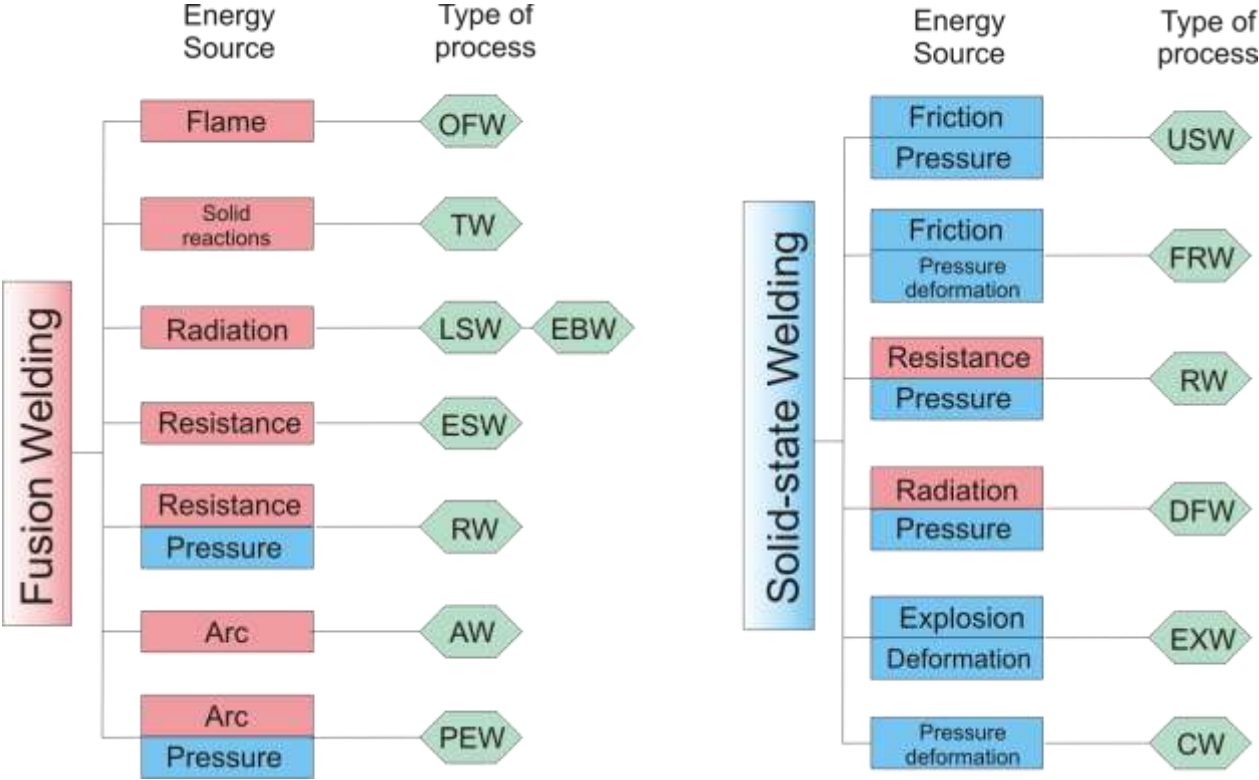 Energy
Source
Type of
process
Fusion Welding
Flame
OFW
Solid
reactions
TW
Radiation
LSW
EBW
Resistance
ESW
Resistance
Pressure
RW
Arc
AW
Arc
Pressure
PEW
Energy
Source
Type of
process
Solid-state Welding
Friction
Pressure
USW
Friction
Pressure
deformation
FRW
Resistance
Pressure
RW
Radiation
Pressure
DFW
Explosion
Deformation
EXW
Pressure
deformation
CW